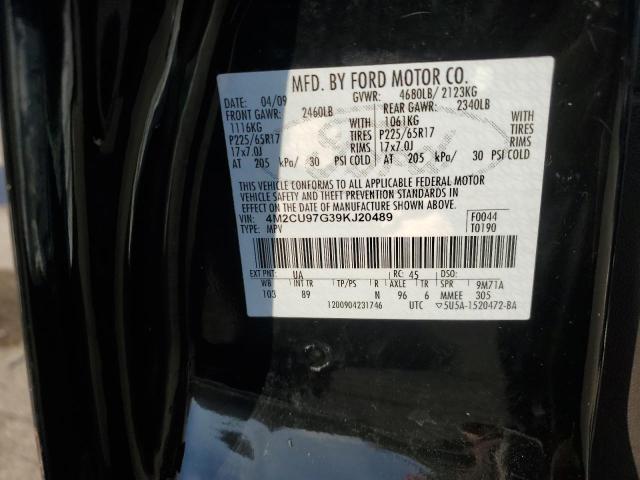 MFD. BY FORD MOTOR CO.
DATE: 04/09 GVWR: 4680LB/ 2123KG
FRONT GAWR: 2460LB REAR GAWR: 2340LB
1116KG WITH 1061KG WITH
P225/65R17 TIRES P225/65R17 TIRES
17x7.0J RIMS 17x7.0J RIMS
AT 205 kPa/ 30 PSI COLD AT 205 kPa/ 30 PSI COLD
THIS VEHICLE CONFORMS TO ALL APPLICABLE FEDERAL MOTOR
VEHICLE SAFETY AND THEFT PREVENTION STANDARDS IN
EFFECT ON THE DATE OF MANUFACTURE SHOWN ABOVE.
VIN: 4M2CU97G39KJ20489 F0044
TYPE: MPV T0190
EXT PNT: UA RC: 45 DSO:
WB INT TR TP/PS R AXLE TR SPR 9M71A
103 89 N 96 6 MMEE 305
1200904231746 UTC ▽5U5A-1520472-BA